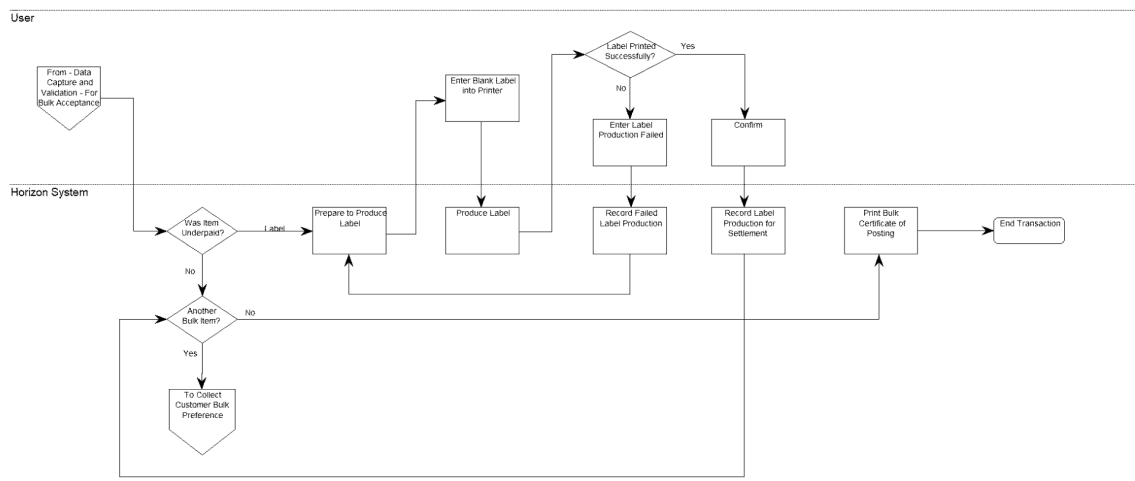 User
From - Data
Capture and
Validation - For
Bulk Acceptance
Enter Blank Label
into Printer
Label Printed
Successfully?
Yes
No
Enter Label
Production Failed
Confirm
Horizon System
Was Item
Underpaid?
Label
Prepare to Produce
Label
Produce Label
Record Failed
Label Production
Record Label
Production for
Settlement
Print Bulk
Certificate of
Posting
End Transaction
No
Another
Bulk Item?
No
Yes
To Collect
Customer Bulk
Preference